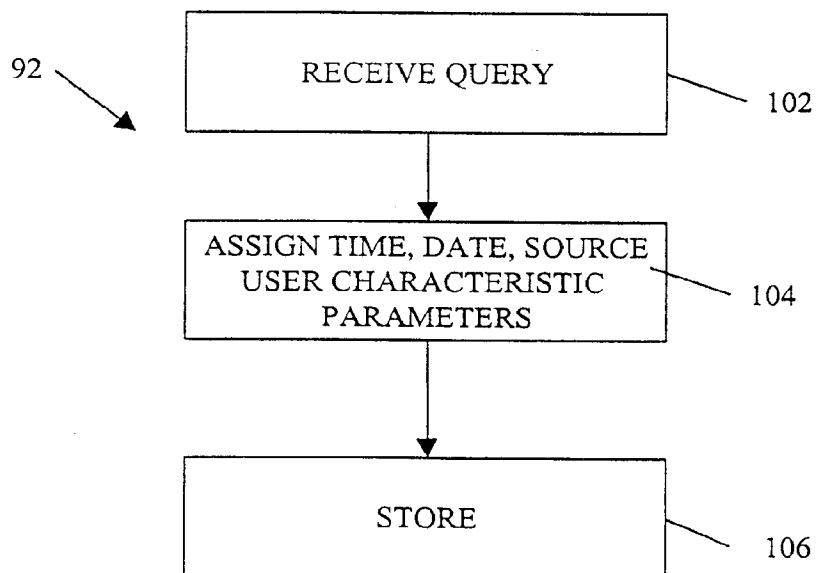 RECEIVE QUERY
92
102
ASSIGN TIME, DATE, SOURCE
USER CHARACTERISTIC
PARAMETERS
104
STORE
106